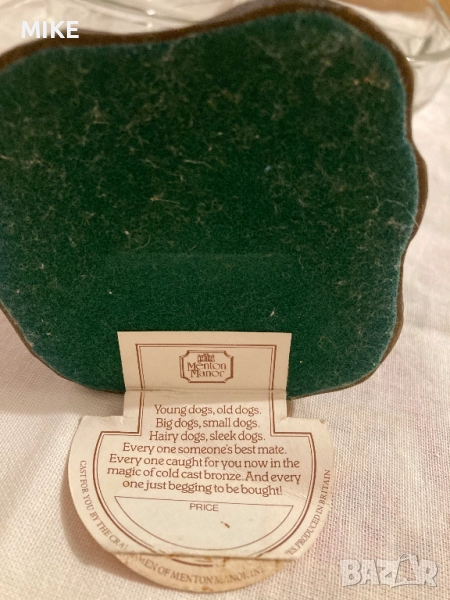 MIKE
Menton
Manor
Young dogs, old dogs.
Big dogs, small dogs.
Hairy dogs, sleek dogs.
Every one someone's best mate.
Every one caught for you now in the
magic of cold cast bronze. And every
one just begging to be bought!
PRICE
CAST FOR YOU BY THE CRAFTSMEN OF MENTON MANOR PRODUCED IN BRITAIN
BAZAR.bg